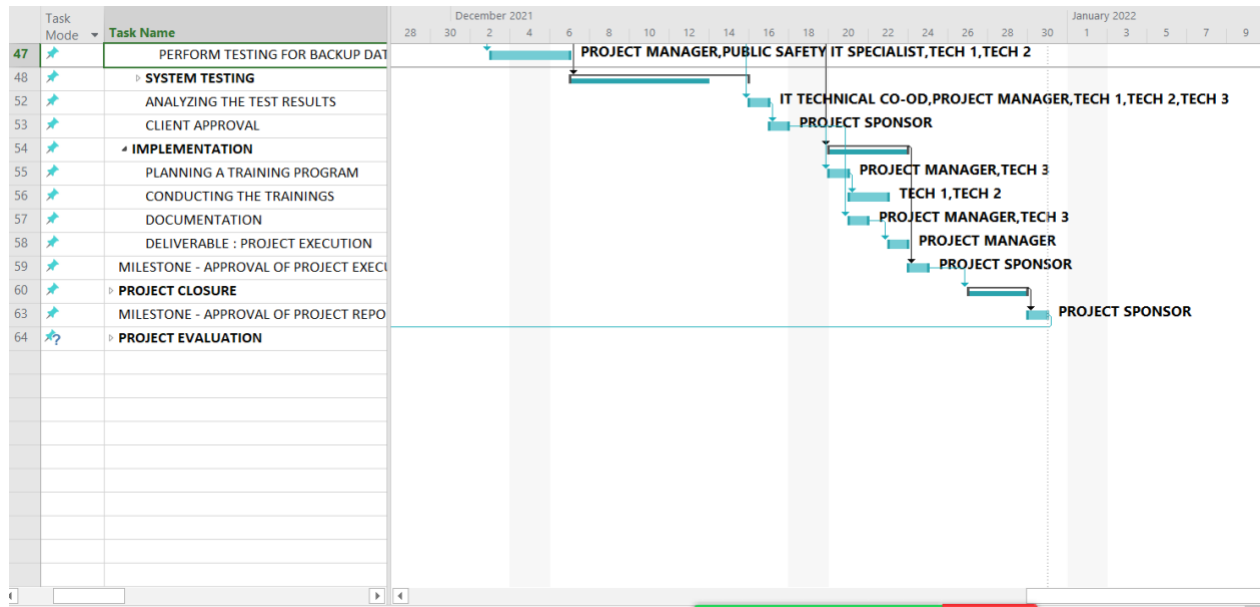 Task Mode Task Name
December 2021 January 2022
28 30 2 4 6 8 10 12 14 16 18 20 22 24 26 28 30 1 3 5 7 9
47 PERFORM TESTING FOR BACKUP DAT PROJECT MANAGER,PUBLIC SAFETY IT SPECIALIST,TECH 1,TECH 2
48 SYSTEM TESTING
52 ANALYZING THE TEST RESULTS IT TECHNICAL CO-OD,PROJECT MANAGER,TECH 1,TECH 2,TECH 3
53 CLIENT APPROVAL PROJECT SPONSOR
54 IMPLEMENTATION
55 PLANNING A TRAINING PROGRAM PROJECT MANAGER,TECH 3
56 CONDUCTING THE TRAININGS TECH 1,TECH 2
57 DOCUMENTATION PROJECT MANAGER,TECH 3
58 DELIVERABLE : PROJECT EXECUTION PROJECT MANAGER
59 MILESTONE - APPROVAL OF PROJECT EXECU PROJECT SPONSOR
60 PROJECT CLOSURE
63 MILESTONE - APPROVAL OF PROJECT REPO PROJECT SPONSOR
64 ? PROJECT EVALUATION